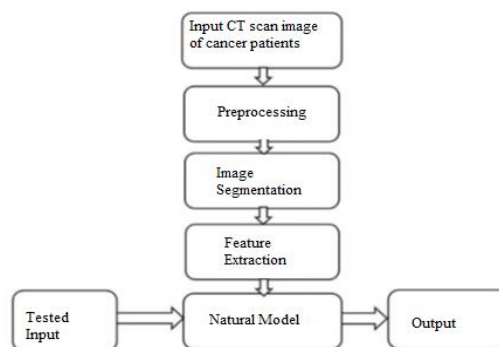 Input CT scan image
of cancer patients
Preprocessing
Image
Segmentation
Feature
Extraction
Tested
Input
Natural Model
Output